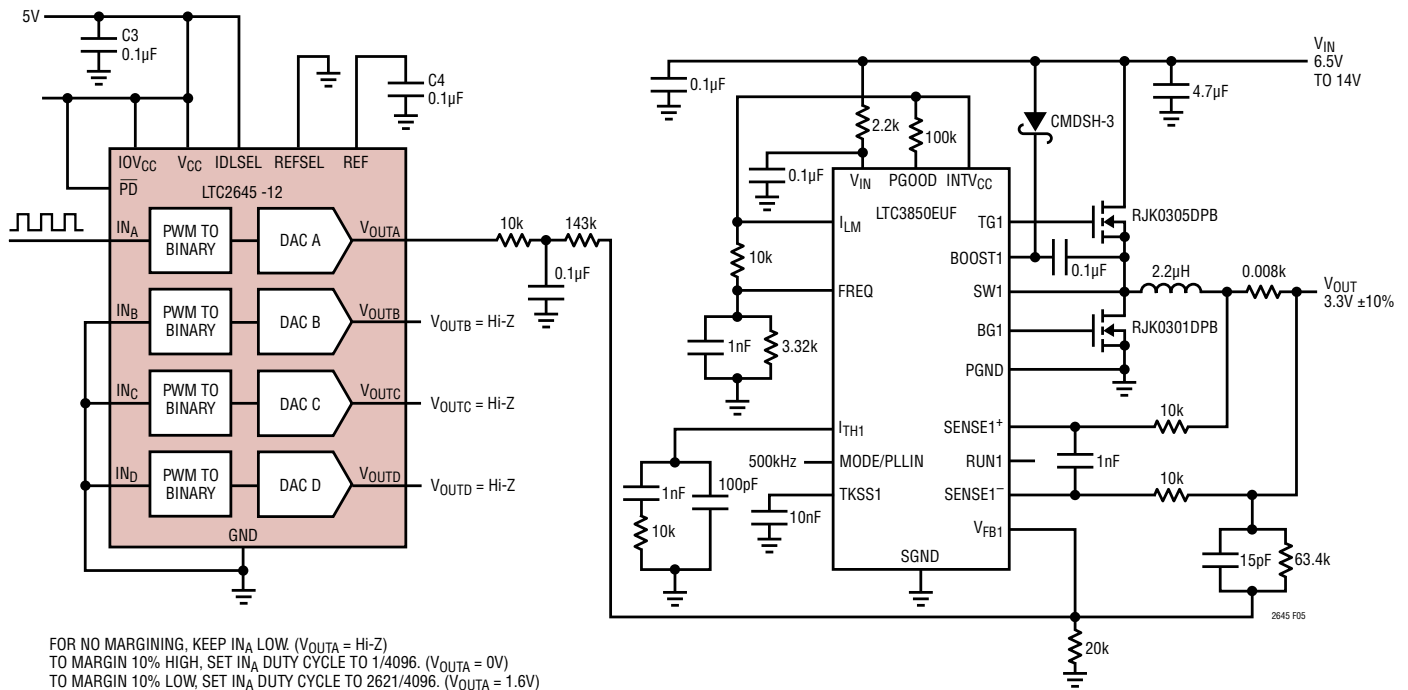 5V
C3
0.1µF
C4
0.1µF
IOVCC
VCC
IDLSEL
REFSEL
REF
PD
LTC2645 -12
INA
PWM TO
BINARY
DAC A
VOUTA
INB
PWM TO
BINARY
DAC B
VOUTB
VOUTB = Hi-Z
INC
PWM TO
BINARY
DAC C
VOUTC
VOUTC = Hi-Z
IND
PWM TO
BINARY
DAC D
VOUTD
VOUTD = Hi-Z
GND
10k
143k
0.1µF
0.1µF
VIN
6.5V
TO 14V
4.7µF
2.2k
100k
CMDSH-3
0.1µF
VIN
PGOOD
INTVCC
LTC3850EUF
ILM
TG1
RJK0305DPB
10k
BOOST1
0.1µF
2.2µH
0.008k
FREQ
SW1
VOUT
3.3V ±10%
1nF
3.32k
BG1
RJK0301DPB
PGND
ITH1
SENSE1+
10k
500kHz
MODE/PLLIN
RUN1
1nF
1nF
100pF
10k
TKSS1
SENSE1−
10k
10nF
VFB1
15pF
63.4k
SGND
2645 F05
20k
FOR NO MARGINING, KEEP INA LOW. (VOUTA = Hi-Z)
TO MARGIN 10% HIGH, SET INA DUTY CYCLE TO 1/4096. (VOUTA = 0V)
TO MARGIN 10% LOW, SET INA DUTY CYCLE TO 2621/4096. (VOUTA = 1.6V)